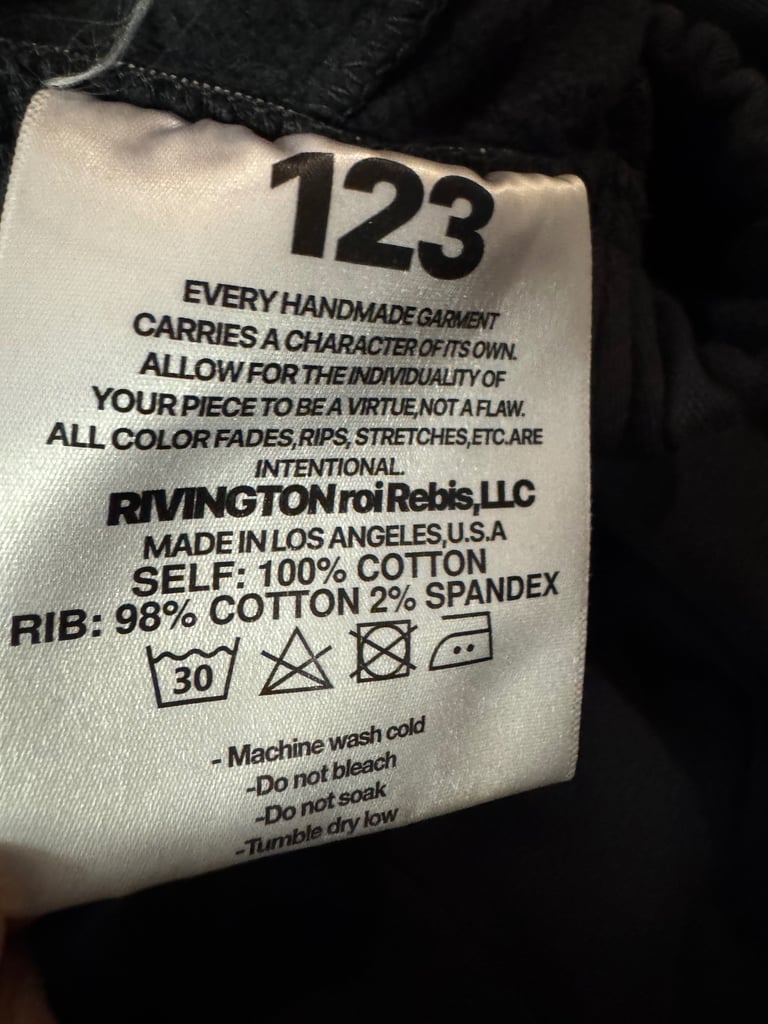 123
EVERY HANDMADE GARMENT
CARRIES A CHARACTER OF ITS OWN.
ALLOW FOR THE INDIVIDUALITY OF
YOUR PIECE TO BE A VIRTUE, NOT A FLAW.
ALL COLOR FADES, RIPS, STRETCHES, ETC. ARE
INTENTIONAL.
RIVINGTON roi Rebis, LLC
MADE IN LOS ANGELES, U.S.A
SELF: 100% COTTON
RIB: 98% COTTON 2% SPANDEX
30
- Machine wash cold
-Do not bleach
-Do not soak
-Tumble dry low